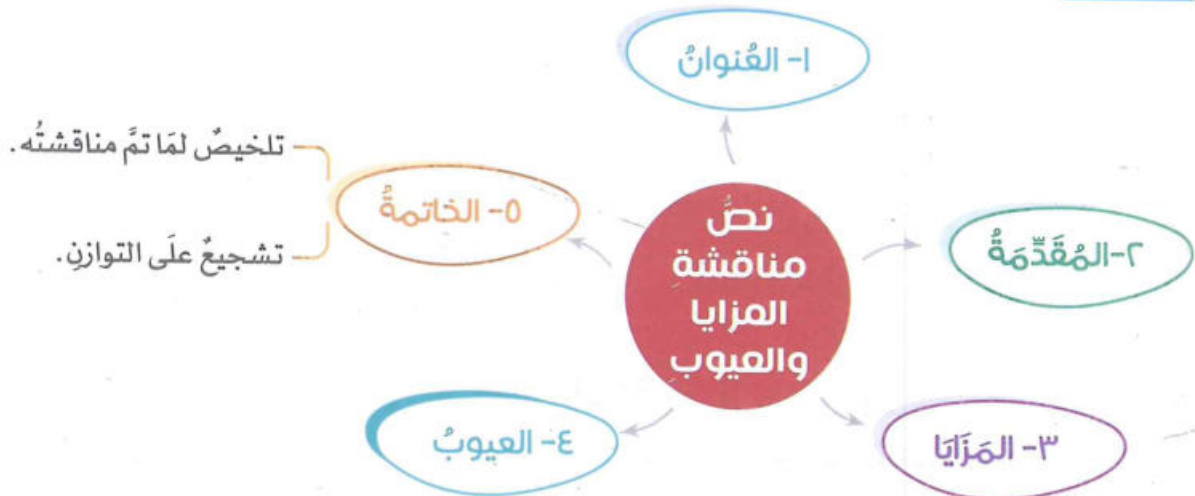 ١- العُنوانُ
نصُّ
مناقشةِ
المزايا
والعيوبِ
٢-المُقَدِّمَةُ
٣- المَزَايَا
٤- العيوبُ
٥- الخاتمةُ
تلخيصٌ لمَا تمَّ مناقشتُه.
تشجيعٌ علَى التوازنِ.